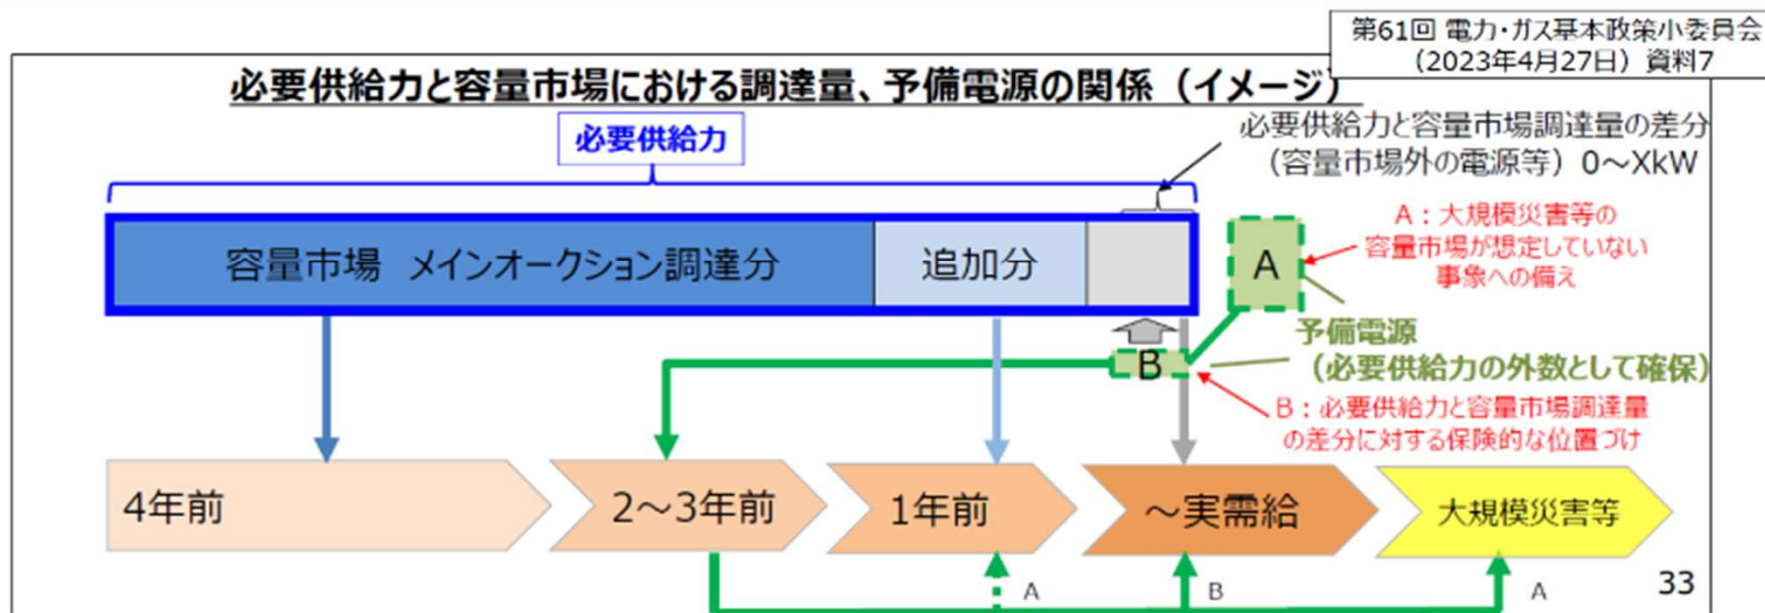 第61回 電力・ガス基本政策小委員会
（2023年4月27日）資料7
必要供給力と容量市場における調達量、予備電源の関係（イメージ）
必要供給力
必要供給力と容量市場調達量の差分
（容量市場外の電源等）0～XkW
容量市場 メインオークション調達分
追加分
A
A：大規模災害等の
容量市場が想定していない
事象への備え
予備電源
（必要供給力の外数として確保）
B
B：必要供給力と容量市場調達量
の差分に対する保険的な位置づけ
4年前
2～3年前
1年前
～実需給
大規模災害等
A
B
A
33